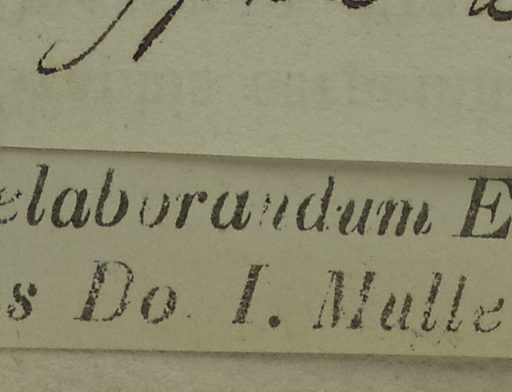 elaborandum E
s Do. I. Mulle